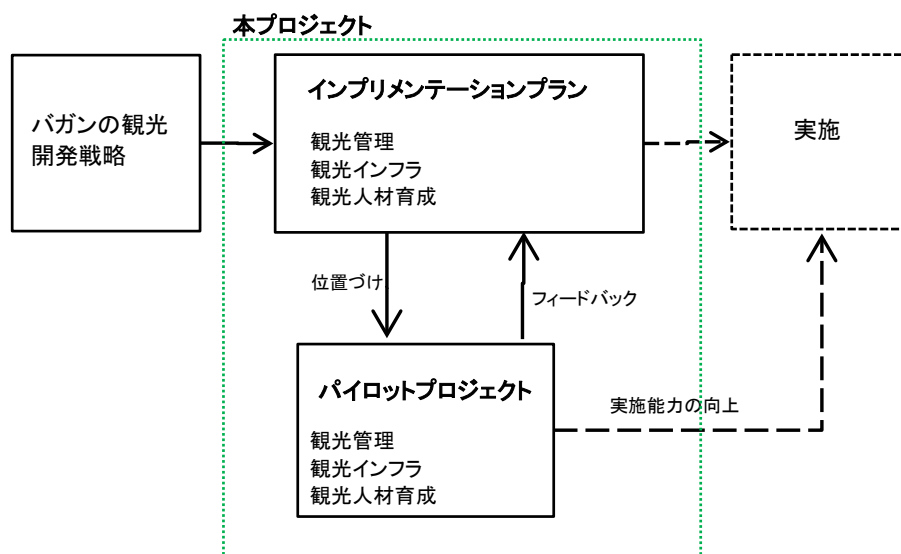 本プロジェクト
バガンの観光
開発戦略
インプリメンテーションプラン
観光管理
観光インフラ
観光人材育成
実施
位置づけ
フィードバック
パイロットプロジェクト
観光管理
観光インフラ
観光人材育成
実施能力の向上